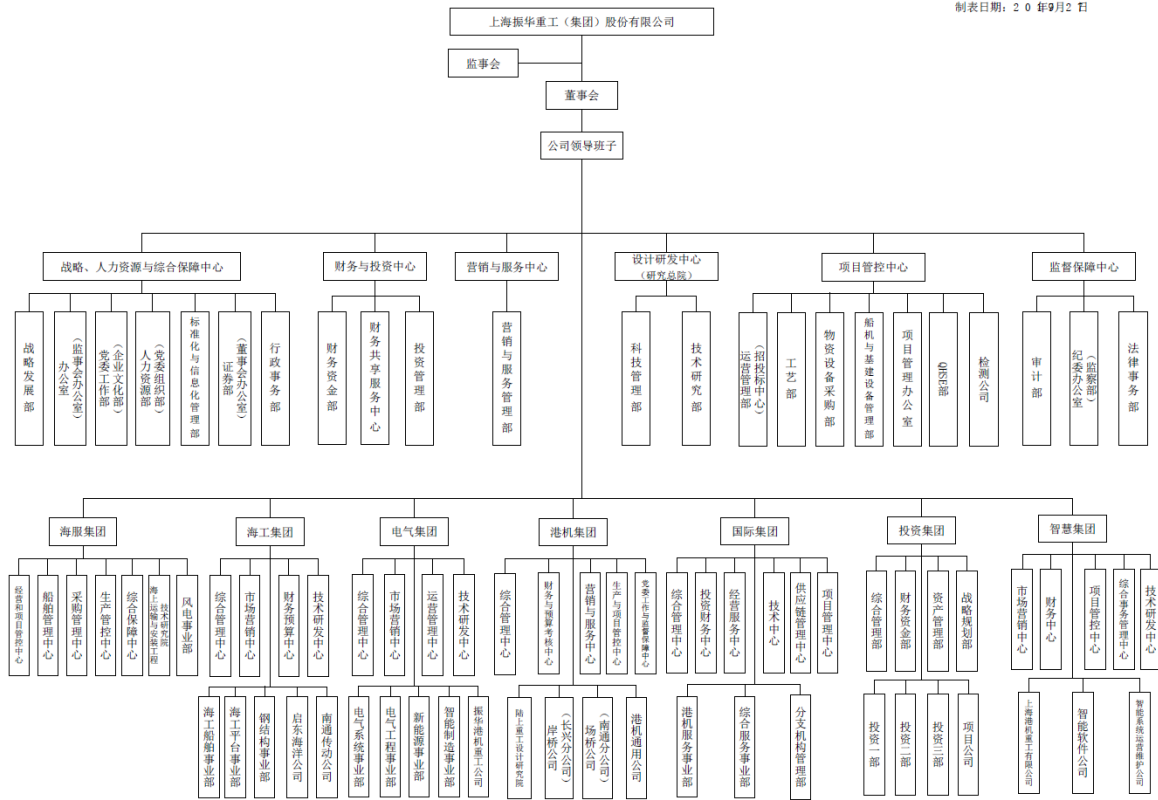 制表日期：2019年9月27日
上海振华重工（集团）股份有限公司
监事会
董事会
公司领导班子
战略、人力资源与综合保障中心
财务与投资中心
营销与服务中心
设计研发中心
（研究总院）
项目管控中心
监督保障中心
战略发展部
（监事会办公室）
办公室
（企业文化部）
党委工作部
（党委组织部）
人力资源部
标准化与信息化管理部
（董事会办公室）
证券部
行政事务部
财务资金部
财务共享服务中心
投资管理部
营销与服务管理部
科技管理部
技术研究部
（招投标中心）
运营管理部
工艺部
物资设备采购部
船机与基建设备管理部
项目管理办公室
QHSE部
检测公司
审计部
（监察部）
纪委办公室
法律事务部
海服集团
海工集团
电气集团
港机集团
国际集团
投资集团
智慧集团
经营和项目管控中心
船舶管理中心
采购管理中心
生产管控中心
综合保障中心
技术研究院
海上运输与安装工程
风电事业部
综合管理中心
市场营销中心
财务预算中心
技术研发中心
综合管理中心
市场营销中心
运营管理中心
技术研发中心
综合管理中心
财务与预算考核中心
营销与服务中心
生产与项目管控中心
党委工作与监督保障中心
综合管理中心
投资财务中心
经营服务中心
技术中心
供应链管理中心
项目管理中心
综合管理部
财务资金部
资产管理部
战略规划部
市场营销中心
财务中心
项目管控中心
综合事务管理中心
技术研发中心
海工船舶事业部
海工平台事业部
钢结构事业部
启东海洋公司
南通传动公司
电气系统事业部
电气工程事业部
新能源事业部
智能制造事业部
振华港机重工公司
陆上重工设计研究院
（长兴分公司）
岸桥公司
（南通分公司）
场桥公司
港机通用公司
港机服务事业部
综合服务事业部
分支机构管理部
投资一部
投资二部
投资三部
项目公司
上海港机重工有限公司
智能软件公司
智能系统运营维护公司